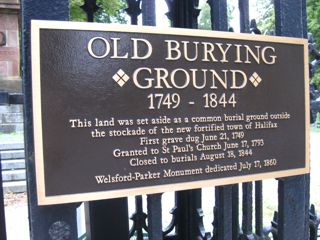 OLD BURYING
GROUND
1749 - 1844
This land was set aside as a common burial ground outside
the stockade of the new fortified town of Halifax
First grave dug June 21, 1749
Granted to St Paul's Church June 17, 1793
Closed to burials August 18, 1844
Welsford-Parker Monument dedicated July 17, 1860